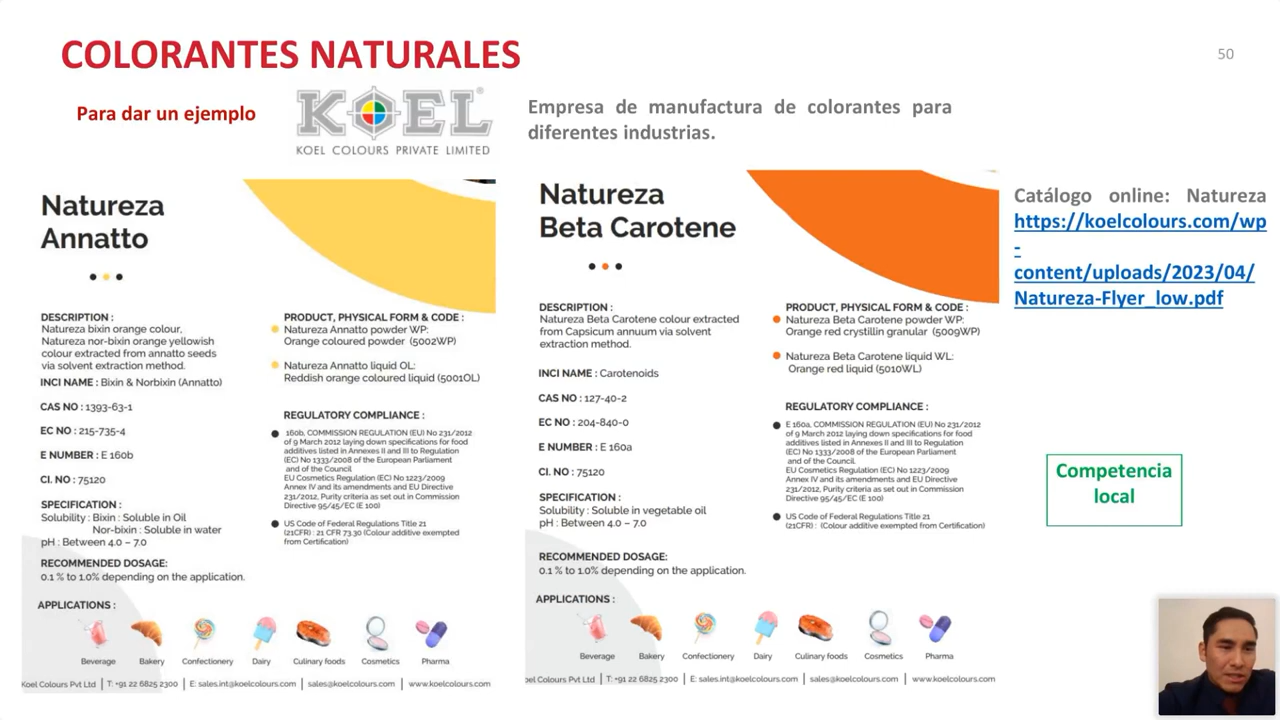 COLORANTES NATURALES
50
Para dar un ejemplo
KOEL
KOEL COLOURS PRIVATE LIMITED
Empresa de manufactura de colorantes para
diferentes industrias.
Natureza
Annatto
DESCRIPTION :
Natureza bixin orange colour,
Natureza nor-bixin orange yellowish
colour extracted from annatto seeds
via solvent extraction method.
INCI NAME : Bixin & Norbixin (Annatto)
CAS NO : 1393-63-1
EC NO : 215-735-4
E NUMBER : E 160b
CI. NO : 75120
SPECIFICATION :
Solubility : Bixin : Soluble in Oil
Nor-bixin : Soluble in water
pH : Between 4.0 – 7.0
RECOMMENDED DOSAGE:
0.1 % to 1.0% depending on the application.
PRODUCT, PHYSICAL FORM & CODE :
Natureza Annatto powder WP:
Orange coloured powder (5002WP)
Natureza Annatto liquid OL:
Reddish orange coloured liquid (5001OL)
REGULATORY COMPLIANCE :
160b, COMMISSION REGULATION (EU) No 231/2012
of 9 March 2012 laying down specifications for food
additives listed in Annexes II and III to Regulation
(EC) No 1333/2008 of the European Parliament
and of the Council
EU Cosmetics Regulation (EC) No 1223/2009
Annex IV and its amendments and EU Directive
231/2012, Purity criteria as set out in Commission
Directive 95/45/EC (E 100)
US Code of Federal Regulations Title 21
(21CFR) : 21 CFR 73.30 (Colour additive exempted
from Certification)
APPLICATIONS :
Beverage Bakery Confectionery Dairy Culinary foods Cosmetics Pharma
Koel Colours Pvt Ltd | T: +91 22 6825 2300 | E: sales.int@koelcolours.com | sales@koelcolours.com | www.koelcolours.com
Natureza
Beta Carotene
DESCRIPTION :
Natureza Beta Carotene colour extracted
from Capsicum annuum via solvent
extraction method.
INCI NAME : Carotenoids
CAS NO : 127-40-2
EC NO : 204-840-0
E NUMBER : E 160a
CI. NO : 75120
SPECIFICATION :
Solubility : Soluble in vegetable oil
pH : Between 4.0 – 7.0
RECOMMENDED DOSAGE:
0.1 % to 1.0% depending on the application.
PRODUCT, PHYSICAL FORM & CODE :
Natureza Beta Carotene powder WP:
Orange red crystillin granular (5009WP)
Natureza Beta Carotene liquid WL:
Orange red liquid (5010WL)
REGULATORY COMPLIANCE :
E 160a, COMMISSION REGULATION (EU) No 231/2012
of 9 March 2012 laying down specifications for food
additives listed in Annexes II and III to Regulation
(EC) No 1333/2008 of the European Parliament
and of the Council
EU Cosmetics Regulation (EC) No 1223/2009
Annex IV and its amendments and EU Directive
231/2012, Purity criteria as set out in Commission
Directive 95/45/EC (E 100)
US Code of Federal Regulations Title 21
(21CFR) : (Colour additive exempted from Certification)
APPLICATIONS :
Beverage Bakery Confectionery Dairy Culinary foods Cosmetics Pharma
oel Colours Pvt Ltd | T: +91 22 6825 2300 | E: sales.int@koelcolours.com | sales@koelcolours.com | www.koelcolours.com
Catálogo online: Natureza
https://koelcolours.com/wp
-
content/uploads/2023/04/
Natureza-Flyer_low.pdf
Competencia
local